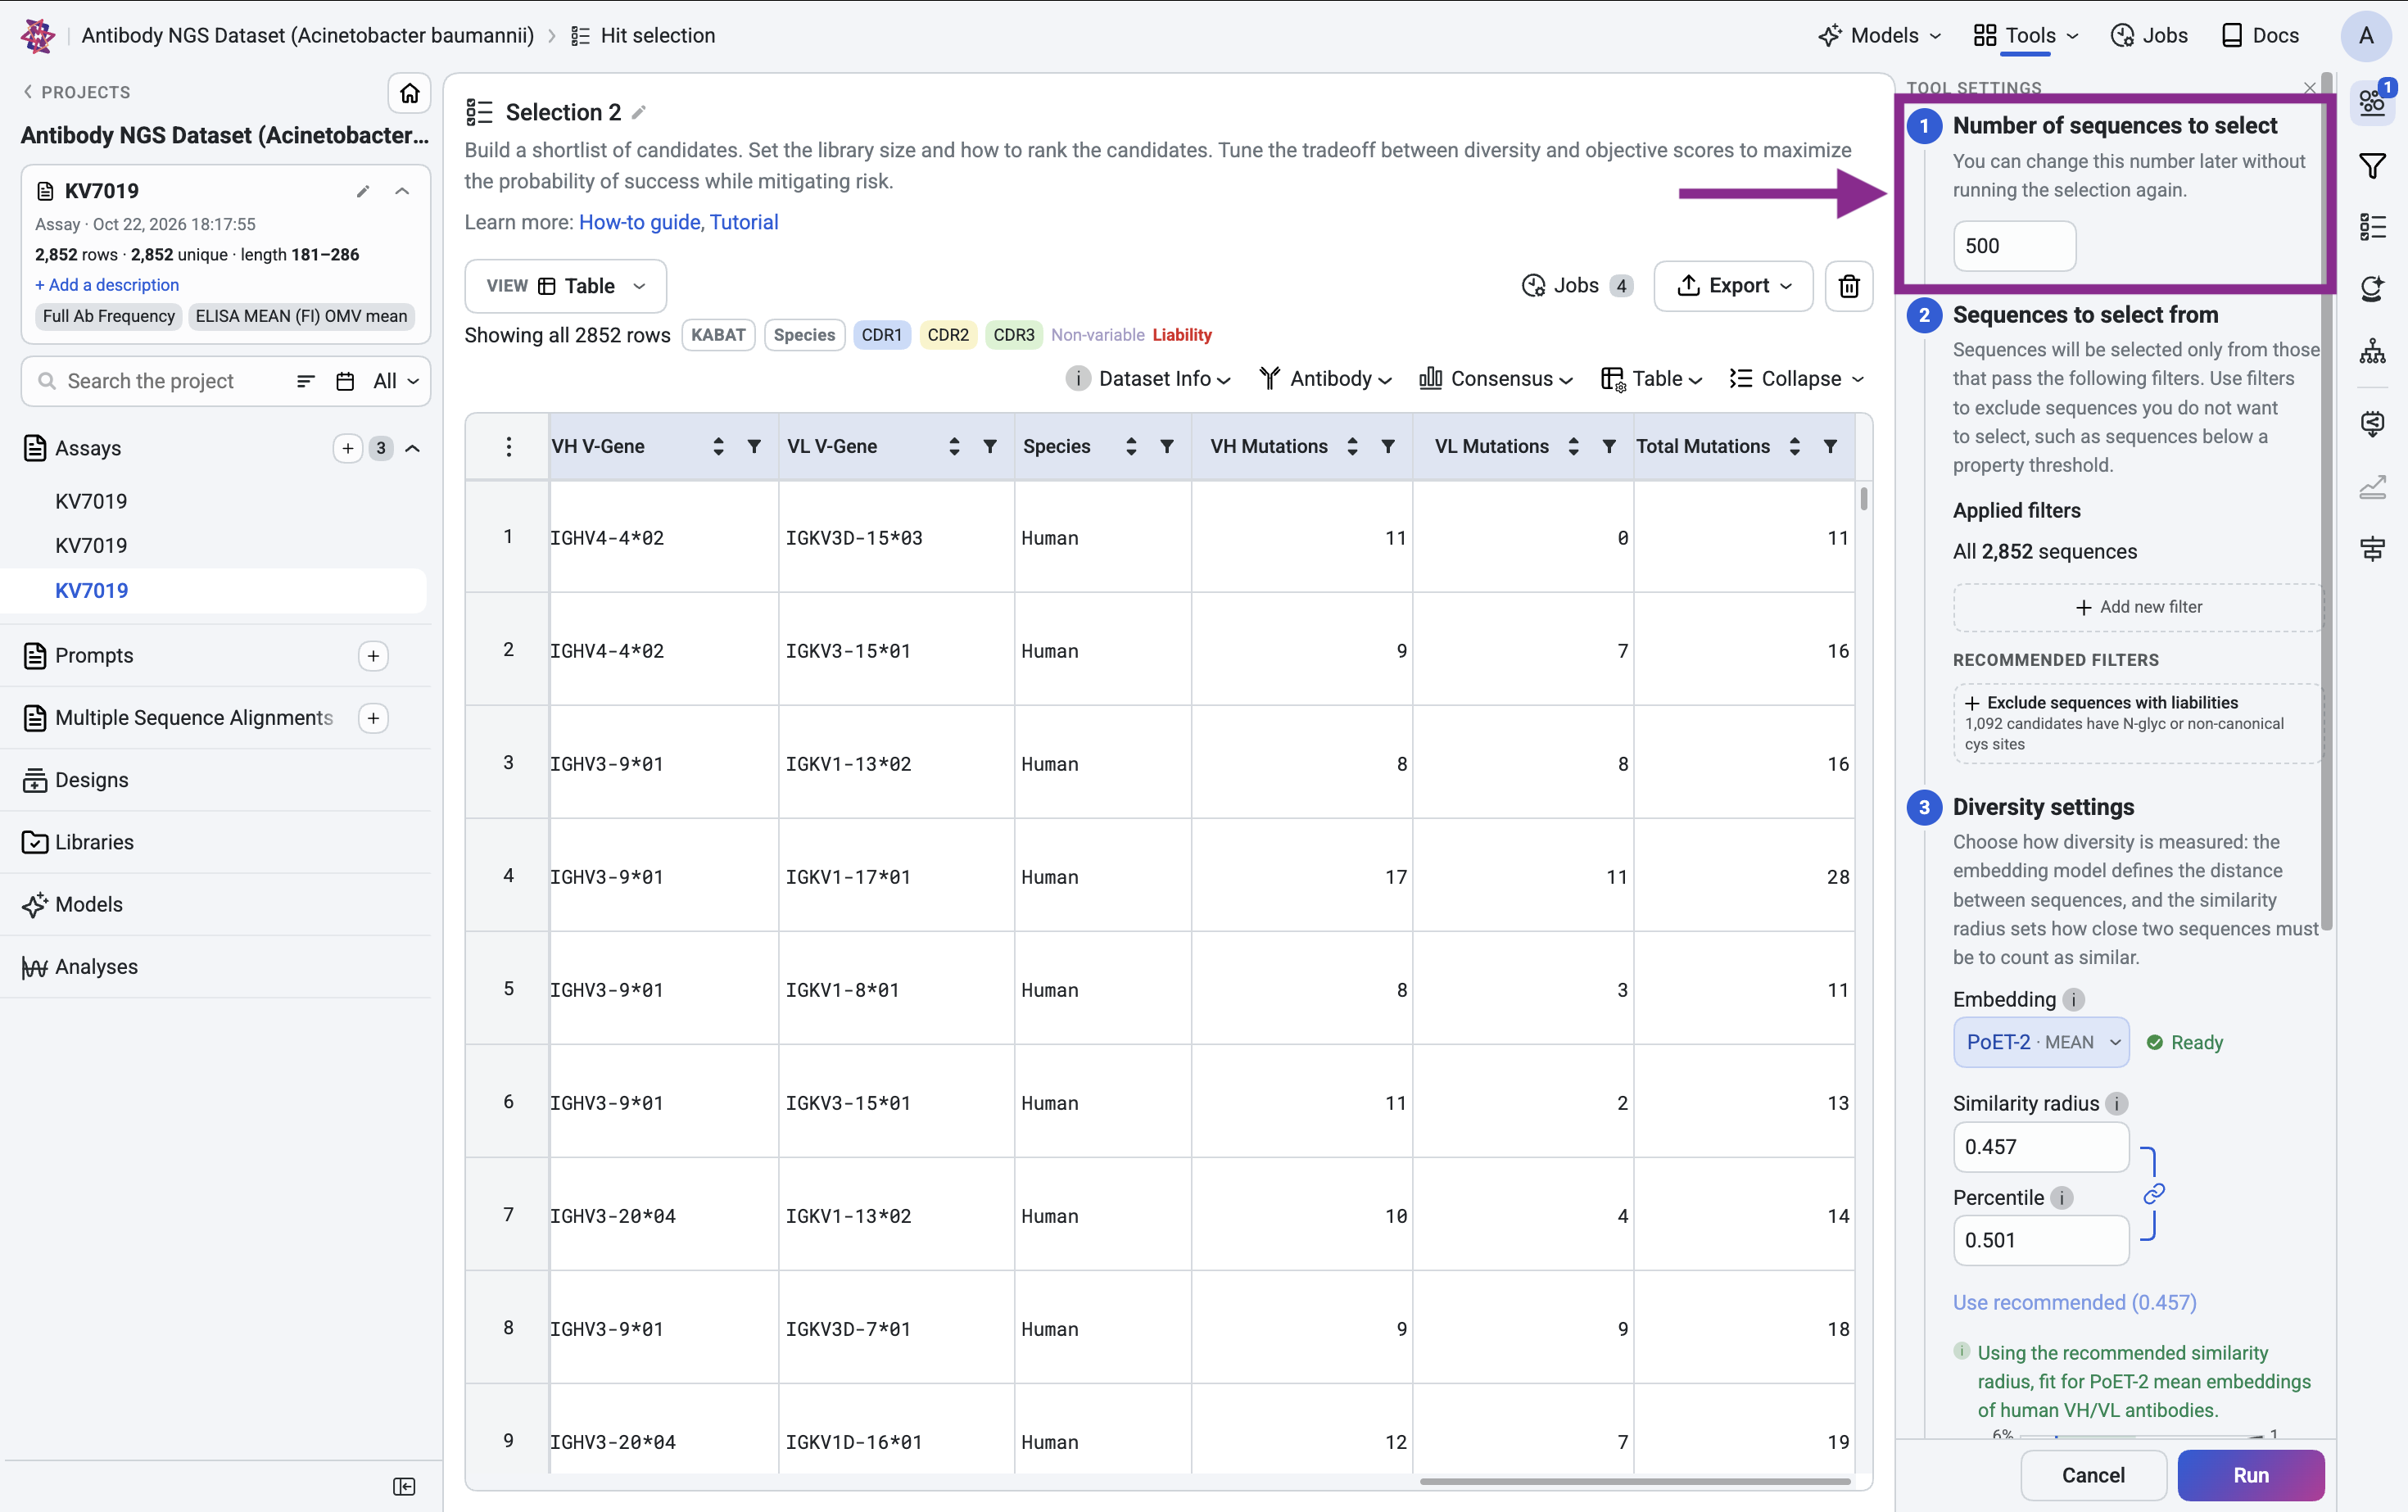 Antibody NGS Dataset (Acinetobacter baumannii) > Hit selection
Models
Tools
Jobs
Docs
A
PROJECTS
Antibody NGS Dataset (Acinetobacter...
KV7019
Assay · Oct 22, 2026 18:17:55
2,852 rows · 2,852 unique · length 181–286
+ Add a description
Full Ab Frequency
ELISA MEAN (FI) OMV mean
Search the project
All
Assays
3
KV7019
KV7019
KV7019
Prompts
Multiple Sequence Alignments
Designs
Libraries
Models
Analyses
Selection 2
Build a shortlist of candidates. Set the library size and how to rank the candidates. Tune the tradeoff between diversity and objective scores to maximize
the probability of success while mitigating risk.
Learn more: How-to guide, Tutorial
VIEW Table
Jobs 4
Export
Showing all 2852 rows KABAT Species CDR1 CDR2 CDR3 Non-variable Liability
Dataset Info Antibody Consensus Table Collapse
VH V-Gene VL V-Gene Species VH Mutations VL Mutations Total Mutations
1 IGHV4-4*02 IGKV3D-15*03 Human 11 0 11
2 IGHV4-4*02 IGKV3-15*01 Human 9 7 16
3 IGHV3-9*01 IGKV1-13*02 Human 8 8 16
4 IGHV3-9*01 IGKV1-17*01 Human 17 11 28
5 IGHV3-9*01 IGKV1-8*01 Human 8 3 11
6 IGHV3-9*01 IGKV3-15*01 Human 11 2 13
7 IGHV3-20*04 IGKV1-13*02 Human 10 4 14
8 IGHV3-9*01 IGKV3D-7*01 Human 9 9 18
9 IGHV3-20*04 IGKV1D-16*01 Human 12 7 19
TOOL SETTINGS
1 Number of sequences to select
You can change this number later without
running the selection again.
500
2 Sequences to select from
Sequences will be selected only from those
that pass the following filters. Use filters
to exclude sequences you do not want
to select, such as sequences below a
property threshold.
Applied filters
All 2,852 sequences
+ Add new filter
RECOMMENDED FILTERS
+ Exclude sequences with liabilities
1,092 candidates have N-glyc or non-canonical
cys sites
3 Diversity settings
Choose how diversity is measured: the
embedding model defines the distance
between sequences, and the similarity
radius sets how close two sequences must
be to count as similar.
Embedding i
PoET-2 · MEAN
Ready
Similarity radius i
0.457
Percentile i
0.501
Use recommended (0.457)
i Using the recommended similarity
radius, fit for PoET-2 mean embeddings
of human VH/VL antibodies.
6% 1
Cancel
Run
1